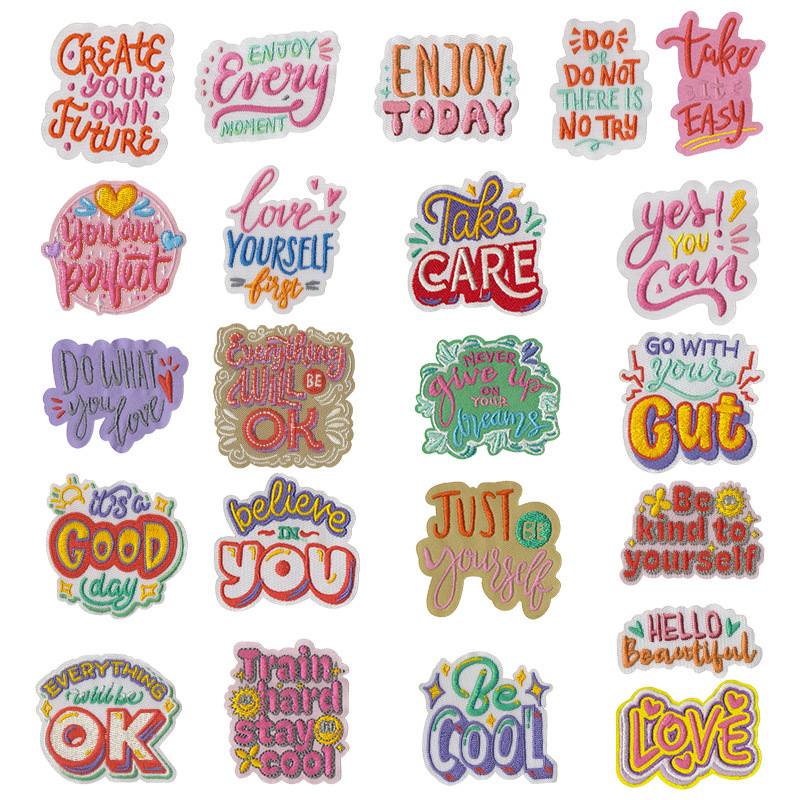 CREATE
YOUR
OWN
FUTURE
ENJOY
Every
MOMENT
ENJOY
TODAY
DO
OR
DO NOT
THERE IS
NO TRY
take
It
EASY
you are
perfect
love
YOURSELF
first
Take
CARE
yes!
YOU
Can
DO WHAT
you love
Everything
WILL BE
OK
NEVER
give up
ON
YOUR
dreams
GO WITH
your
Gut
it's a
GOOD
day
believe
IN
YOU
JUST
BE
yourself
Be
kind to
yourself
HELLO
Beautiful
EVERYTHING
will be
OK
Train
hard
stay
cool
Be
COOL
LOVE